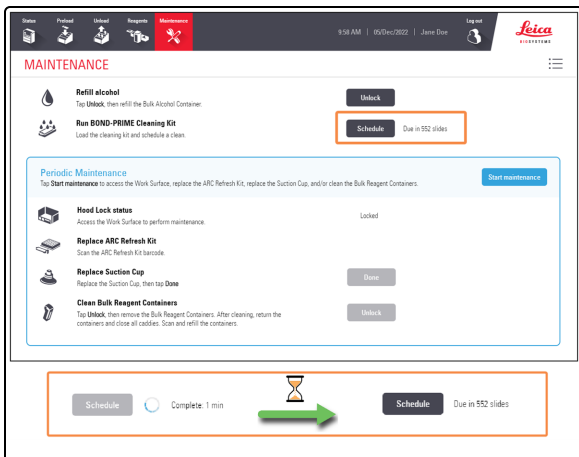 Status Preload Unload Reagents Maintenance
9:58 AM | 05/Dec/2022 | Jane Doe
Log out
Leica
BIOSYSTEMS
MAINTENANCE
Refill alcohol
Tap Unlock, then refill the Bulk Alcohol Container.
Unlock
Run BOND-PRIME Cleaning Kit
Load the cleaning kit and schedule a clean.
Schedule Due in 552 slides
Periodic Maintenance
Tap Start maintenance to access the Work Surface, replace the ARC Refresh Kit, replace the Suction Cup, and/or clean the Bulk Reagent Containers.
Start maintenance
Hood Lock status
Access the Work Surface to perform maintenance.
Locked
Replace ARC Refresh Kit
Scan the ARC Refresh Kit barcode.
Replace Suction Cup
Replace the Suction Cup, then tap Done
Done
Clean Bulk Reagent Containers
Tap Unlock, then remove the Bulk Reagent Containers. After cleaning, return the
containers and close all caddies. Scan and refill the containers.
Unlock
Schedule Complete: 1 min Schedule Due in 552 slides